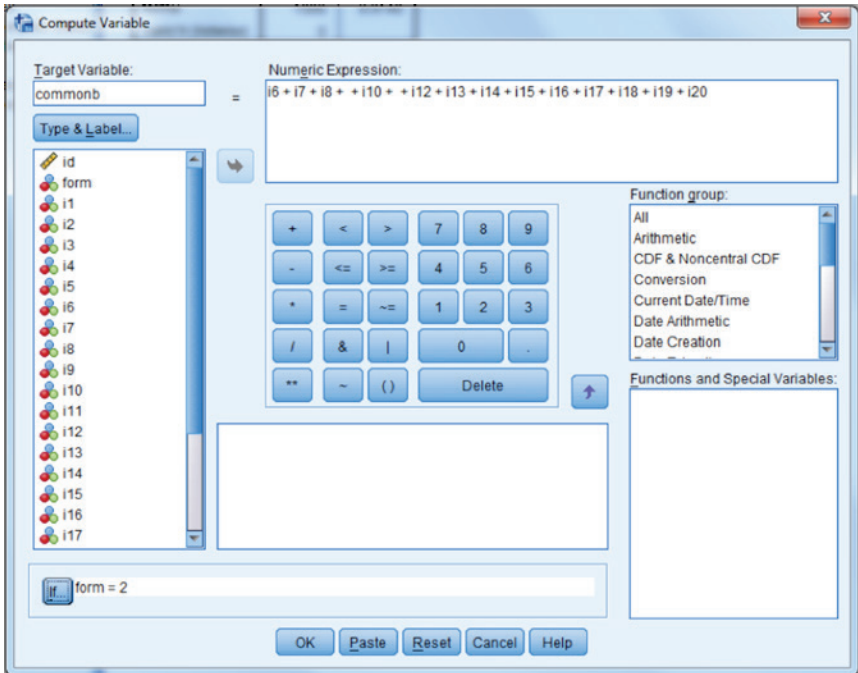 Compute Variable
Target Variable:
commonb
=
Numeric Expression:
i6 + i7 + i8 + + i10 + + i12 + i13 + i14 + i15 + i16 + i17 + i18 + i19 + i20
Type & Label...
id
form
i1
i2
i3
i4
i5
i6
i7
i8
i9
i10
i11
i12
i13
i14
i15
i16
i17
+ < > 7 8 9
- <= >= 4 5 6
* = ~= 1 2 3
/ & | 0 .
** ~ ( ) Delete
Function group:
All
Arithmetic
CDF & Noncentral CDF
Conversion
Current Date/Time
Date Arithmetic
Date Creation
Functions and Special Variables:
If... form = 2
OK Paste Reset Cancel Help